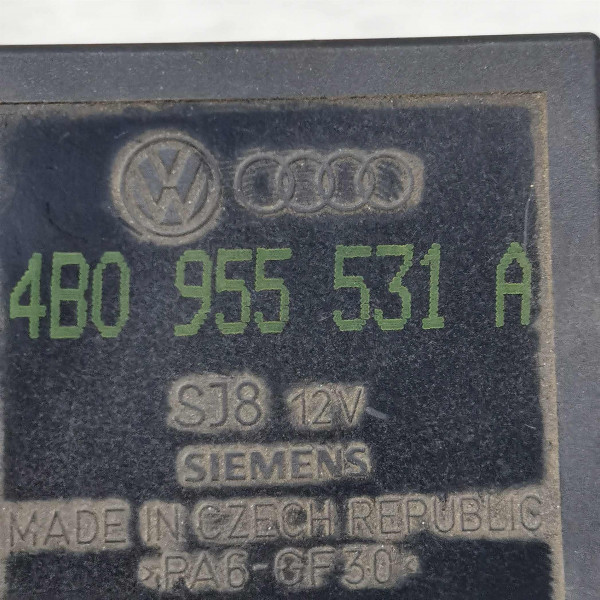 4B0 955 531 A
SJ8 12V
SIEMENS
MADE IN CZECH REPUBLIC
>PA6-GF30<